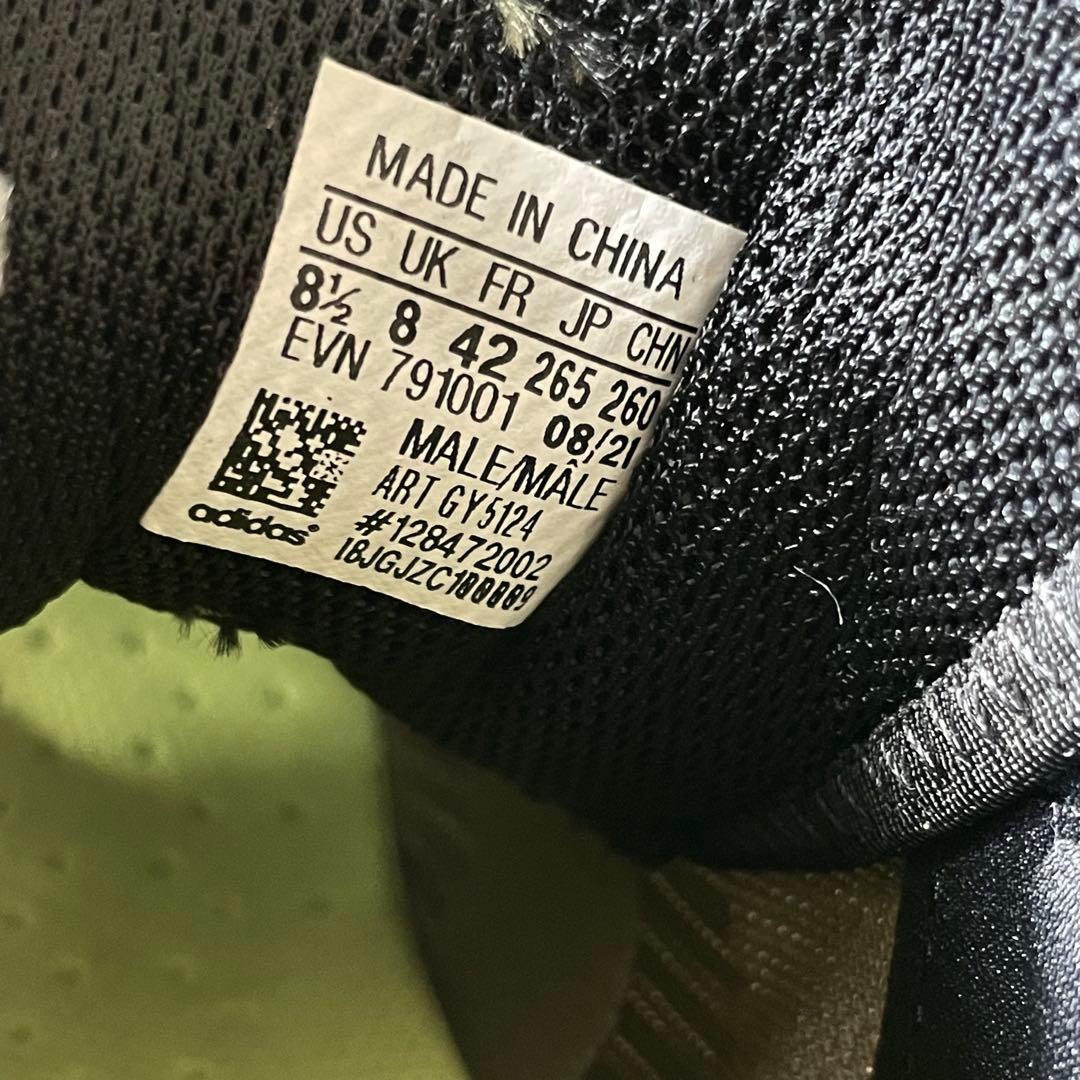 MADE IN CHINA
US UK FR JP CHN
8½ 8 42 265 260
EVN 791001 08/21
MALE/MÂLE
ART GY5124
#128472002
adidas